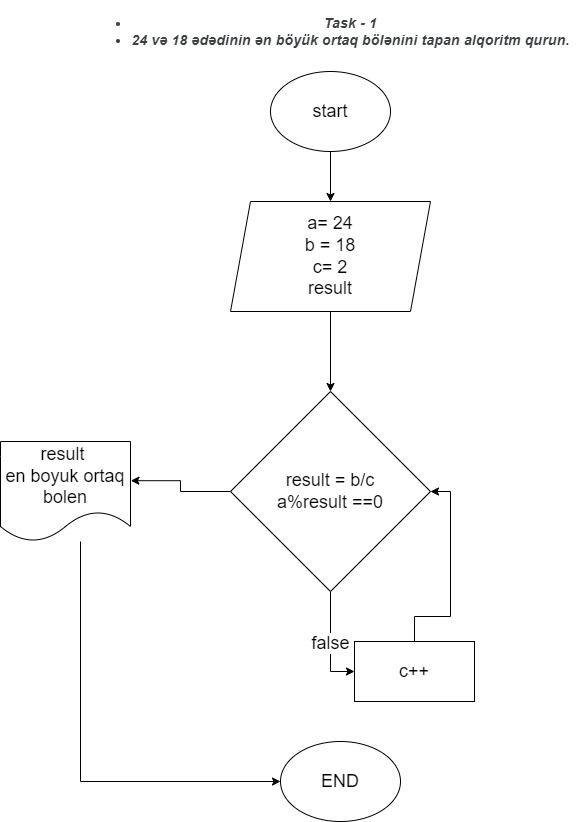 Task - 1
24 və 18 ədədinin ən böyük ortaq bölənini tapan alqoritm qurun.
start
a= 24
b = 18
c= 2
result
result = b/c
a%result ==0
result
en boyuk ortaq
bolen
false
c++
END